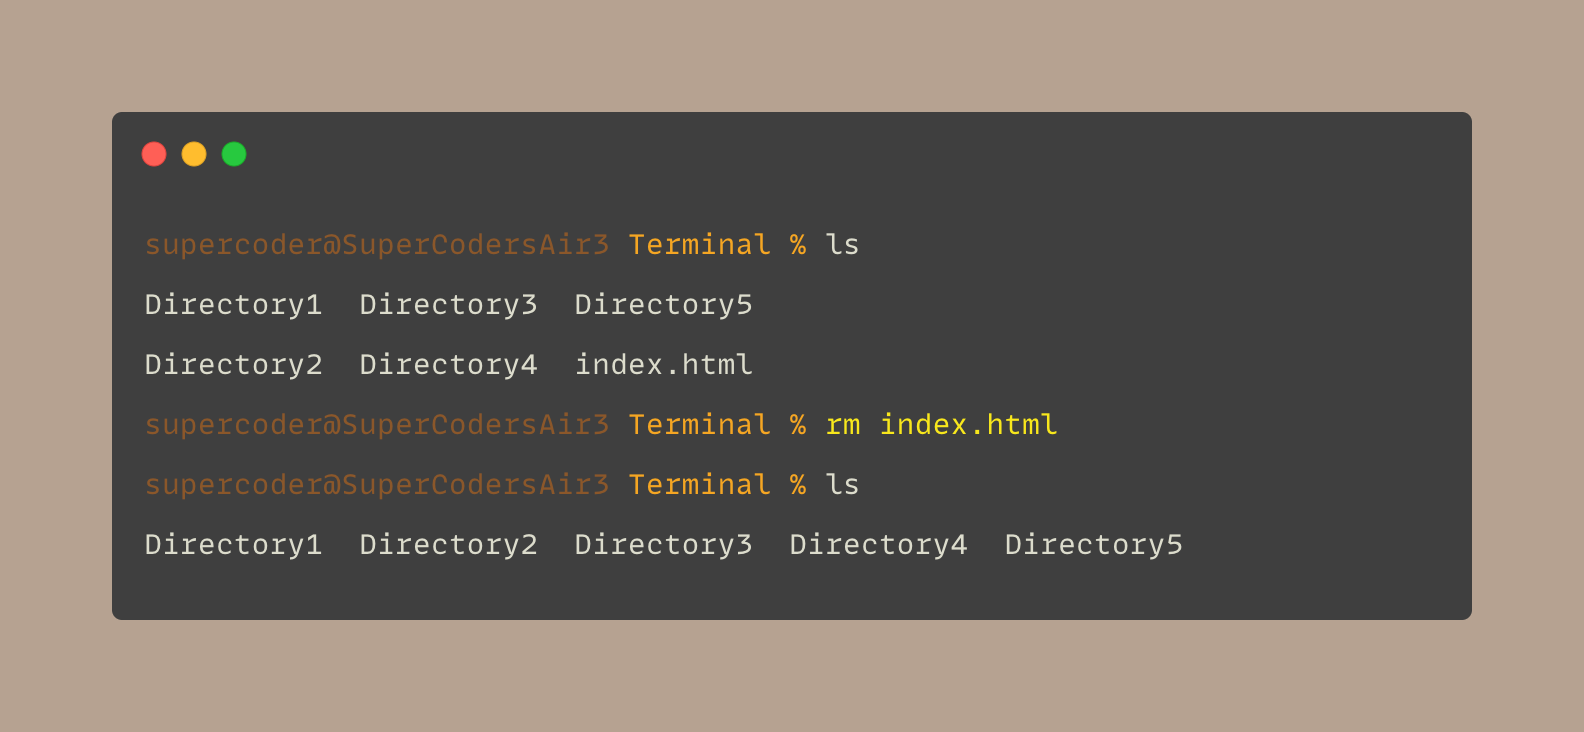 supercoder@SuperCodersAir3 Terminal % ls
Directory1  Directory3  Directory5
Directory2  Directory4  index.html
supercoder@SuperCodersAir3 Terminal % rm index.html
supercoder@SuperCodersAir3 Terminal % ls
Directory1  Directory2  Directory3  Directory4  Directory5